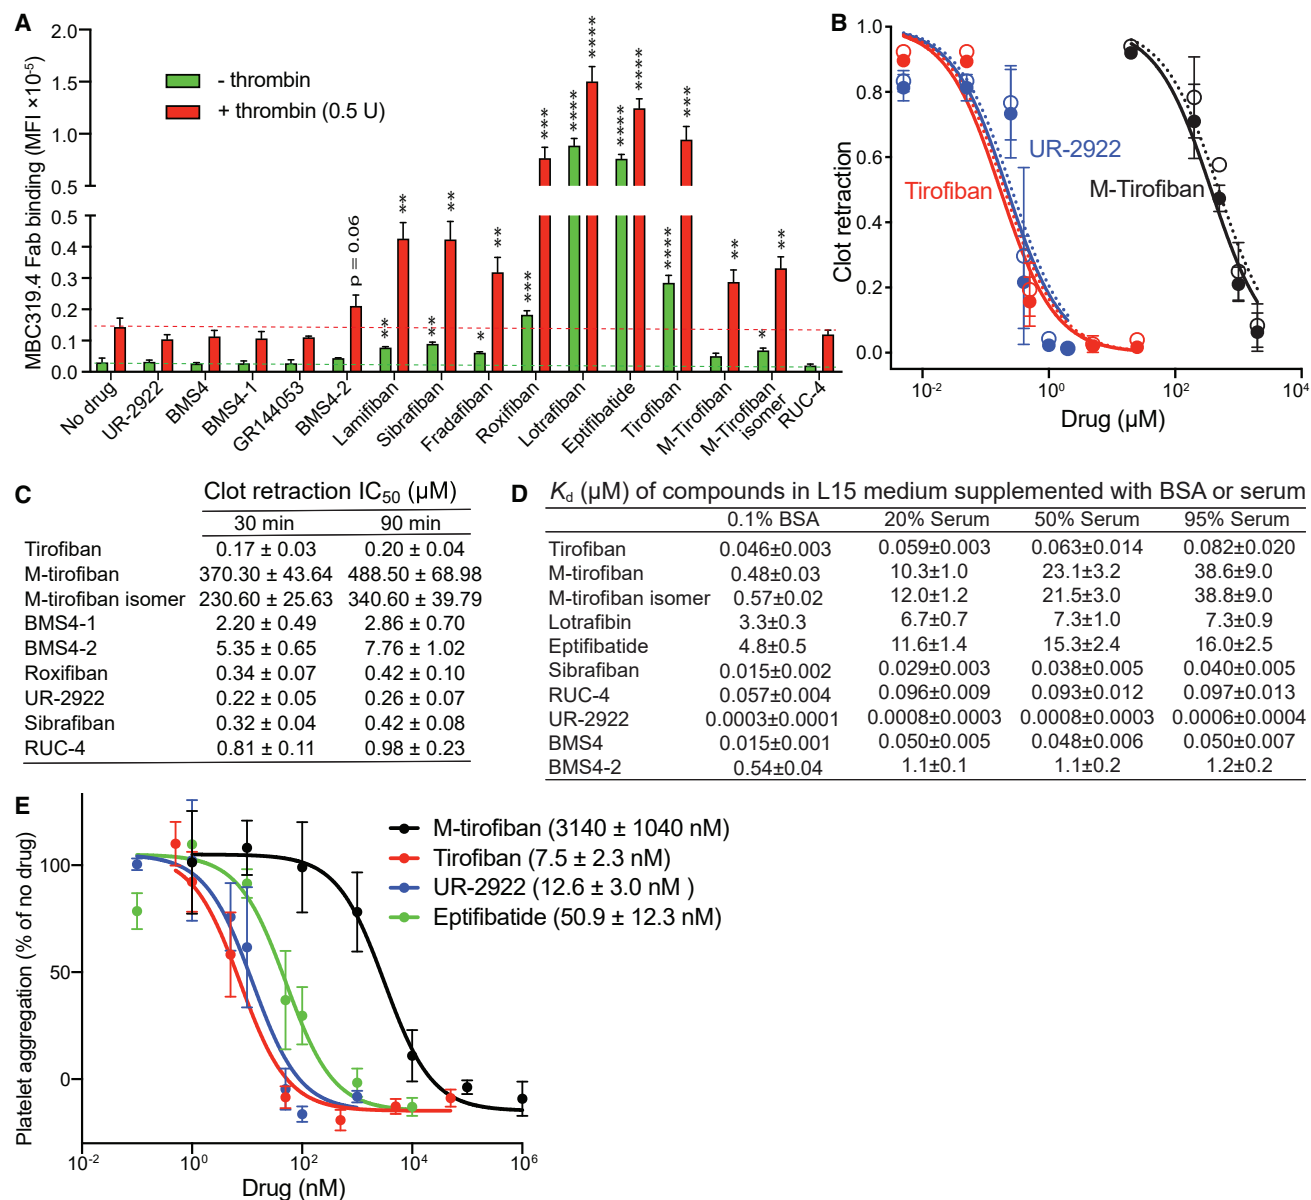 A
MBC319.4 Fab binding (MFI ×10⁻⁵)
2.0
1.5
1.0
0.5
0.5
0.4
0.3
0.2
0.1
0.0
- thrombin
+ thrombin (0.5 U)
p = 0.06
**
**
**
**
*
**
***
***
****
****
****
****
****
***
**
*
**
No drug
UR-2922
BMS4
BMS4-1
GR144053
BMS4-2
Lamifiban
Sibrafiban
Fradafiban
Roxifiban
Lotrafiban
Eptifibatide
Tirofiban
M-Tirofiban
M-Tirofiban isomer
RUC-4
B
Clot retraction
1.0
0.8
0.6
0.4
0.2
0.0
UR-2922
Tirofiban
M-Tirofiban
10⁻² 10⁰ 10² 10⁴
Drug (µM)
C
Clot retraction IC₅₀ (µM)
30 min 90 min
Tirofiban 0.17 ± 0.03 0.20 ± 0.04
M-tirofiban 370.30 ± 43.64 488.50 ± 68.98
M-tirofiban isomer 230.60 ± 25.63 340.60 ± 39.79
BMS4-1 2.20 ± 0.49 2.86 ± 0.70
BMS4-2 5.35 ± 0.65 7.76 ± 1.02
Roxifiban 0.34 ± 0.07 0.42 ± 0.10
UR-2922 0.22 ± 0.05 0.26 ± 0.07
Sibrafiban 0.32 ± 0.04 0.42 ± 0.08
RUC-4 0.81 ± 0.11 0.98 ± 0.23
D
K_d (µM) of compounds in L15 medium supplemented with BSA or serum
0.1% BSA 20% Serum 50% Serum 95% Serum
Tirofiban 0.046±0.003 0.059±0.003 0.063±0.014 0.082±0.020
M-tirofiban 0.48±0.03 10.3±1.0 23.1±3.2 38.6±9.0
M-tirofiban isomer 0.57±0.02 12.0±1.2 21.5±3.0 38.8±9.0
Lotrafibin 3.3±0.3 6.7±0.7 7.3±1.0 7.3±0.9
Eptifibatide 4.8±0.5 11.6±1.4 15.3±2.4 16.0±2.5
Sibrafiban 0.015±0.002 0.029±0.003 0.038±0.005 0.040±0.005
RUC-4 0.057±0.004 0.096±0.009 0.093±0.012 0.097±0.013
UR-2922 0.0003±0.0001 0.0008±0.0003 0.0008±0.0003 0.0006±0.0004
BMS4 0.015±0.001 0.050±0.005 0.048±0.006 0.050±0.007
BMS4-2 0.54±0.04 1.1±0.1 1.1±0.2 1.2±0.2
E
Platelet aggregation (% of no drug)
100
50
0
M-tirofiban (3140 ± 1040 nM)
Tirofiban (7.5 ± 2.3 nM)
UR-2922 (12.6 ± 3.0 nM )
Eptifibatide (50.9 ± 12.3 nM)
10⁻² 10⁰ 10² 10⁴ 10⁶
Drug (nM)